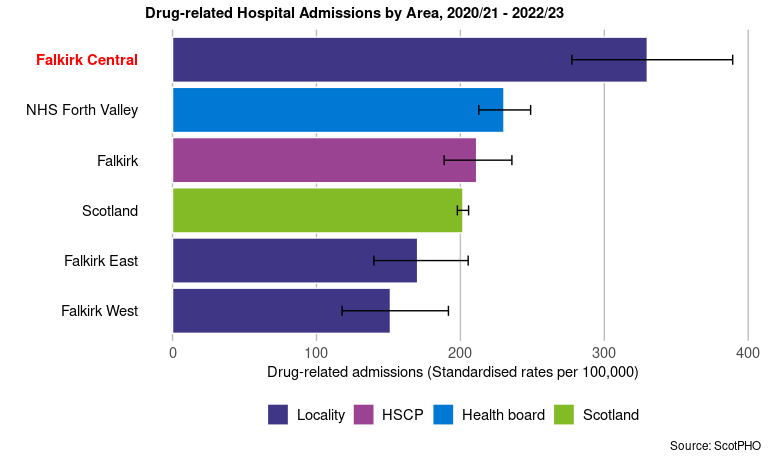 Drug-related Hospital Admissions by Area, 2020/21 - 2022/23
Falkirk Central
NHS Forth Valley
Falkirk
Scotland
Falkirk East
Falkirk West
0 100 200 300 400
Drug-related admissions (Standardised rates per 100,000)
Locality HSCP Health board Scotland
Source: ScotPHO